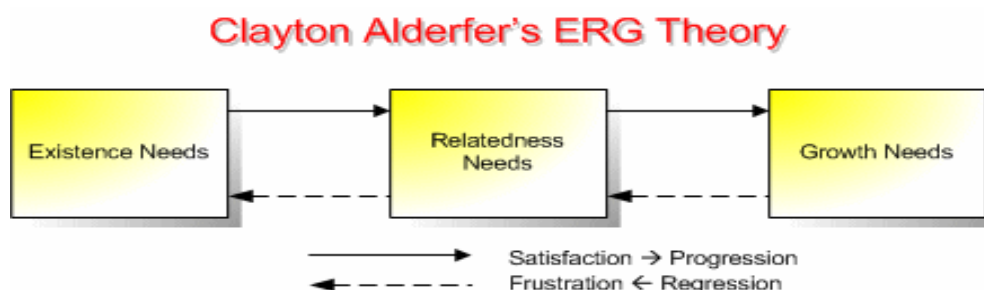 Clayton Alderfer's ERG Theory
Existence Needs
Relatedness
Needs
Growth Needs
Satisfaction → Progression
Frustration ← Regression